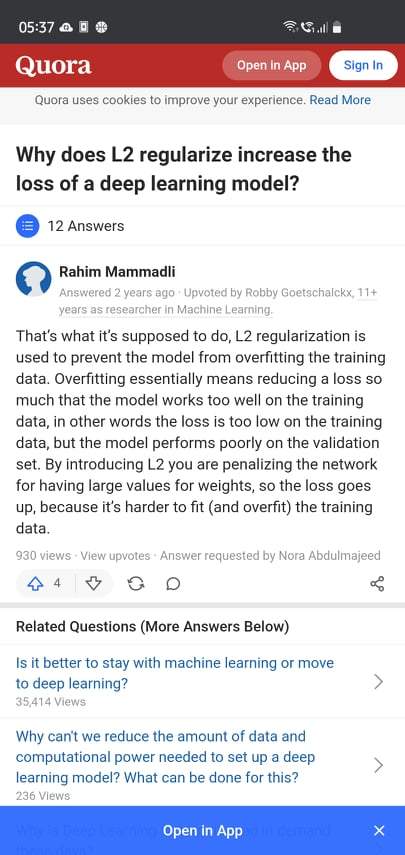 05:37
Quora
Open in App
Sign In
Quora uses cookies to improve your experience. Read More
Why does L2 regularize increase the
loss of a deep learning model?
12 Answers
Rahim Mammadli
Answered 2 years ago · Upvoted by Robby Goetschalckx, 11+
years as researcher in Machine Learning.
That's what it's supposed to do, L2 regularization is
used to prevent the model from overfitting the training
data. Overfitting essentially means reducing a loss so
much that the model works too well on the training
data, in other words the loss is too low on the training
data, but the model performs poorly on the validation
set. By introducing L2 you are penalizing the network
for having large values for weights, so the loss goes
up, because it's harder to fit (and overfit) the training
data.
930 views · View upvotes · Answer requested by Nora Abdulmajeed
4
Related Questions (More Answers Below)
Is it better to stay with machine learning or move
to deep learning?
35,414 Views
Why can't we reduce the amount of data and
computational power needed to set up a deep
learning model? What can be done for this?
236 Views
Open in App